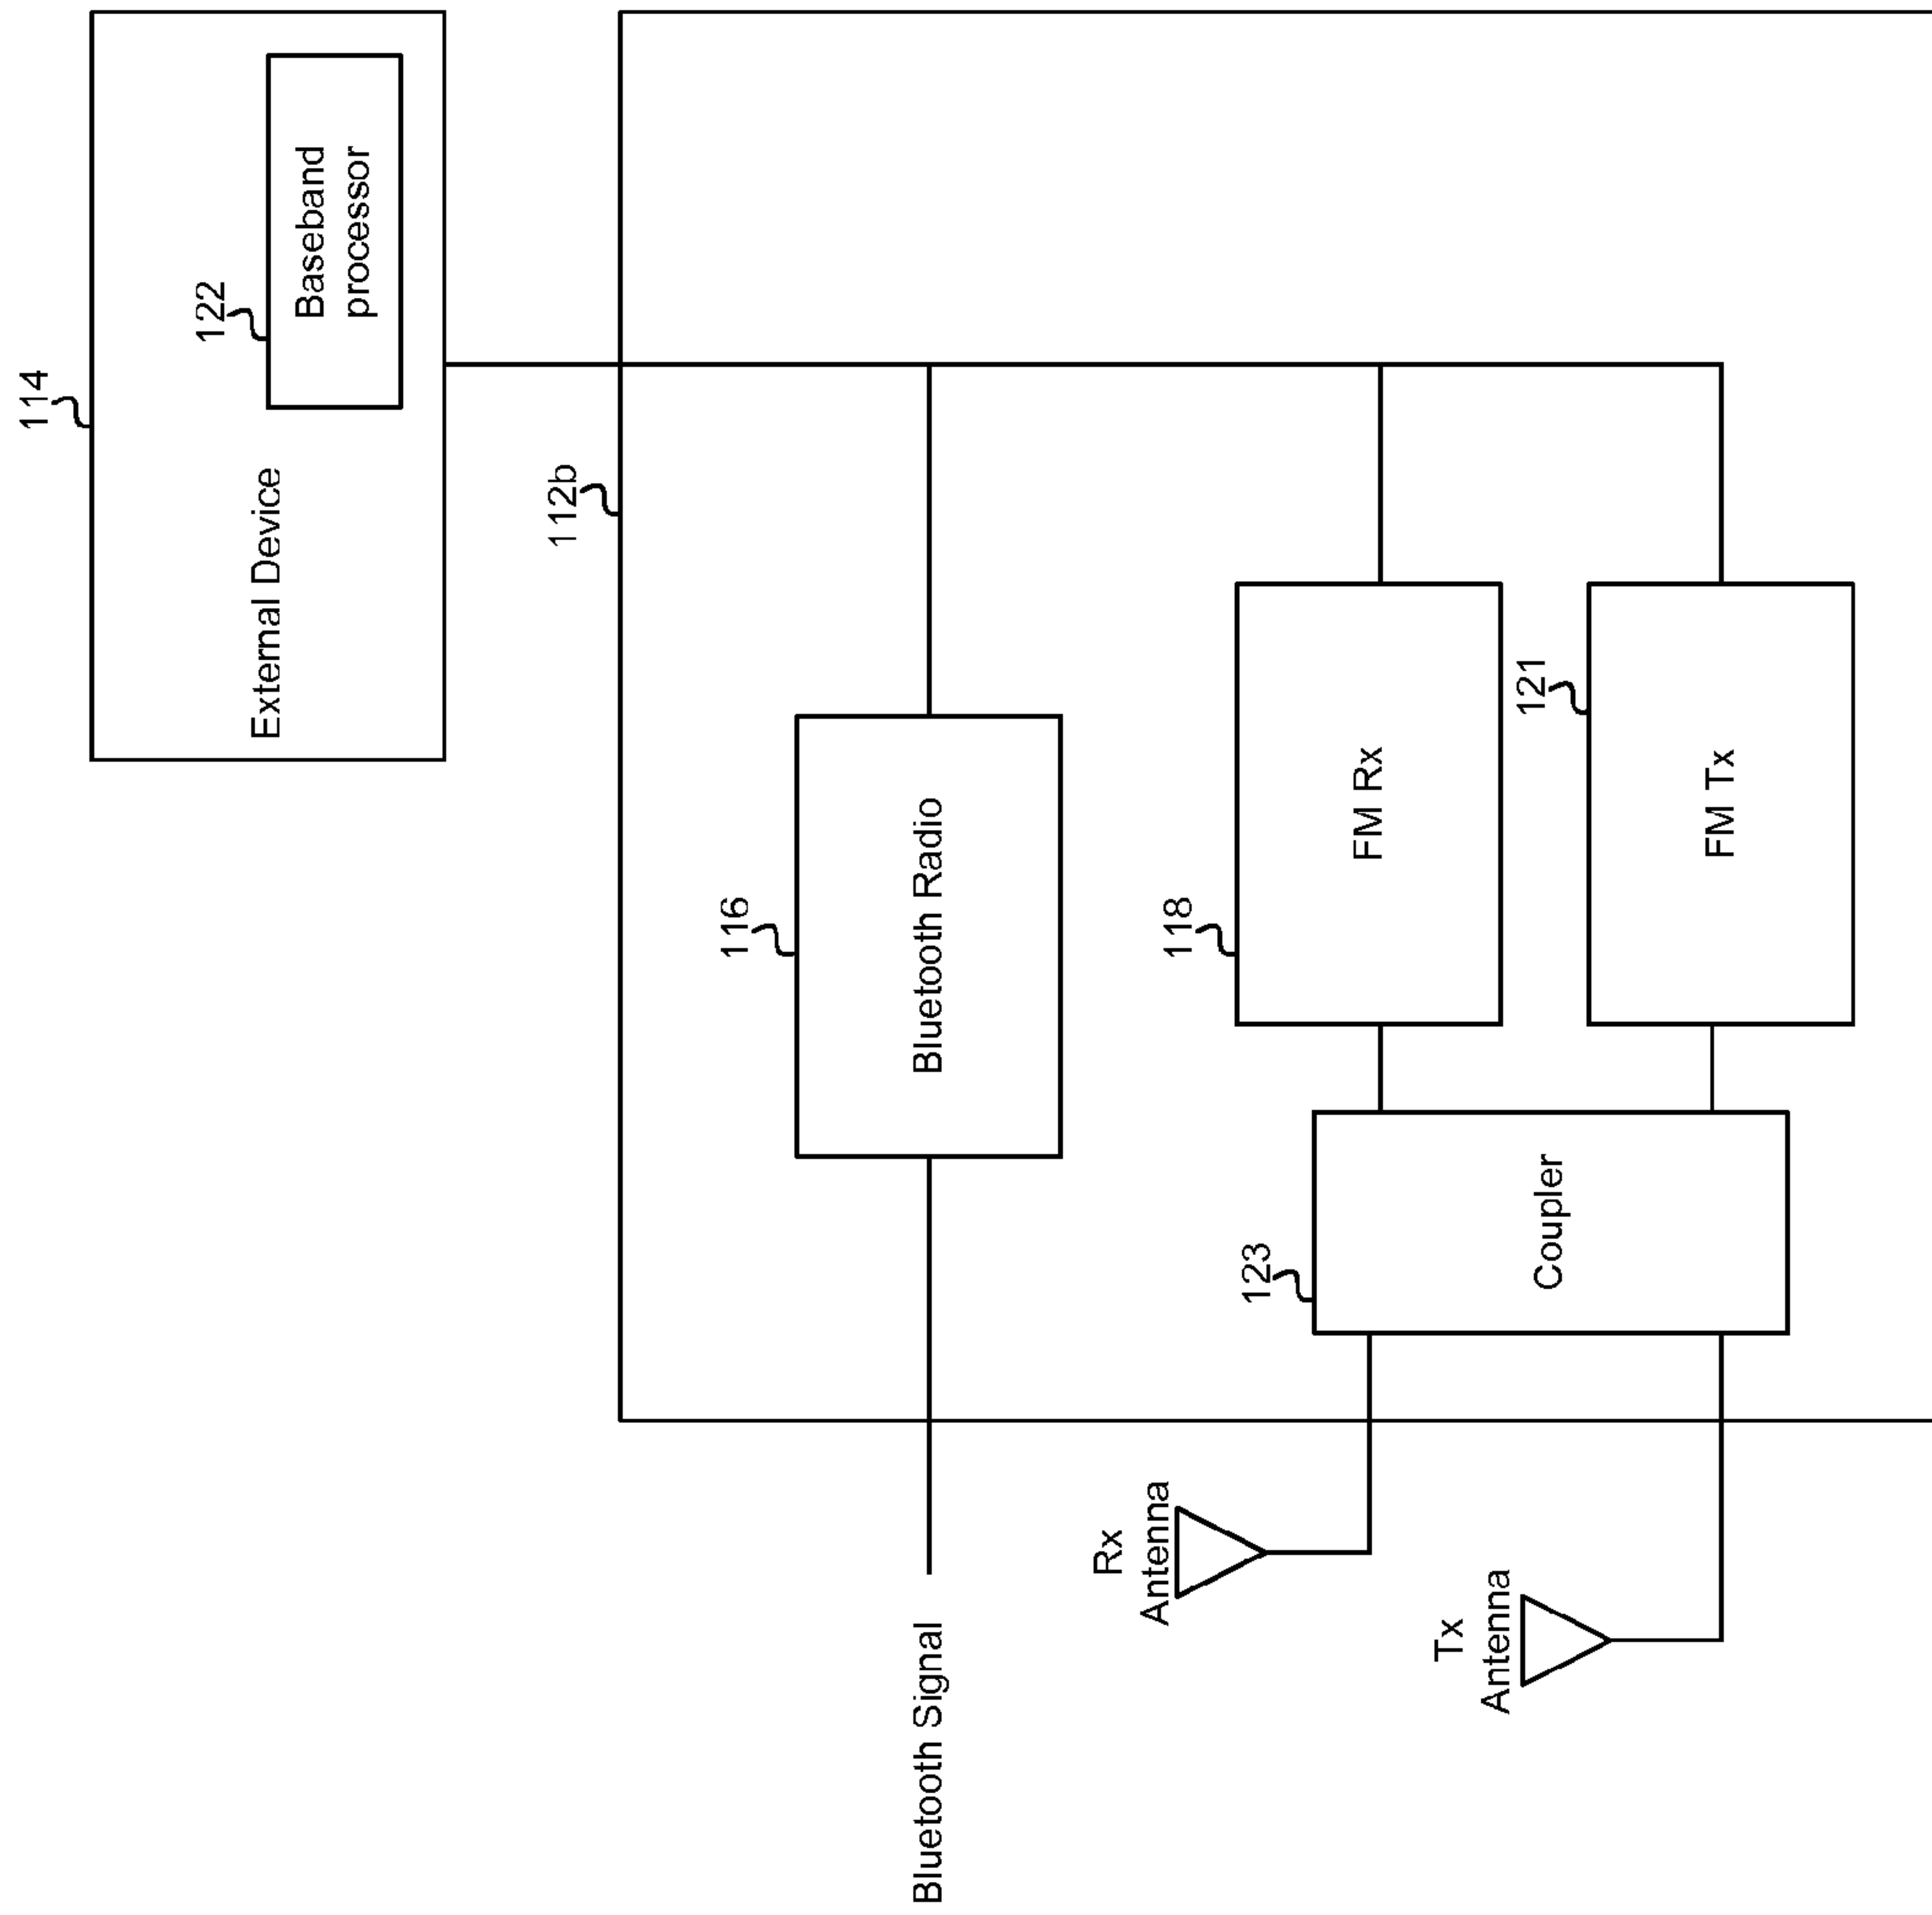 114
122
Baseband
processor
External Device
112b
116
Bluetooth Radio
Bluetooth Signal
118
FM Rx
121
FM Tx
123
Coupler
Rx
Antenna
Tx
Antenna